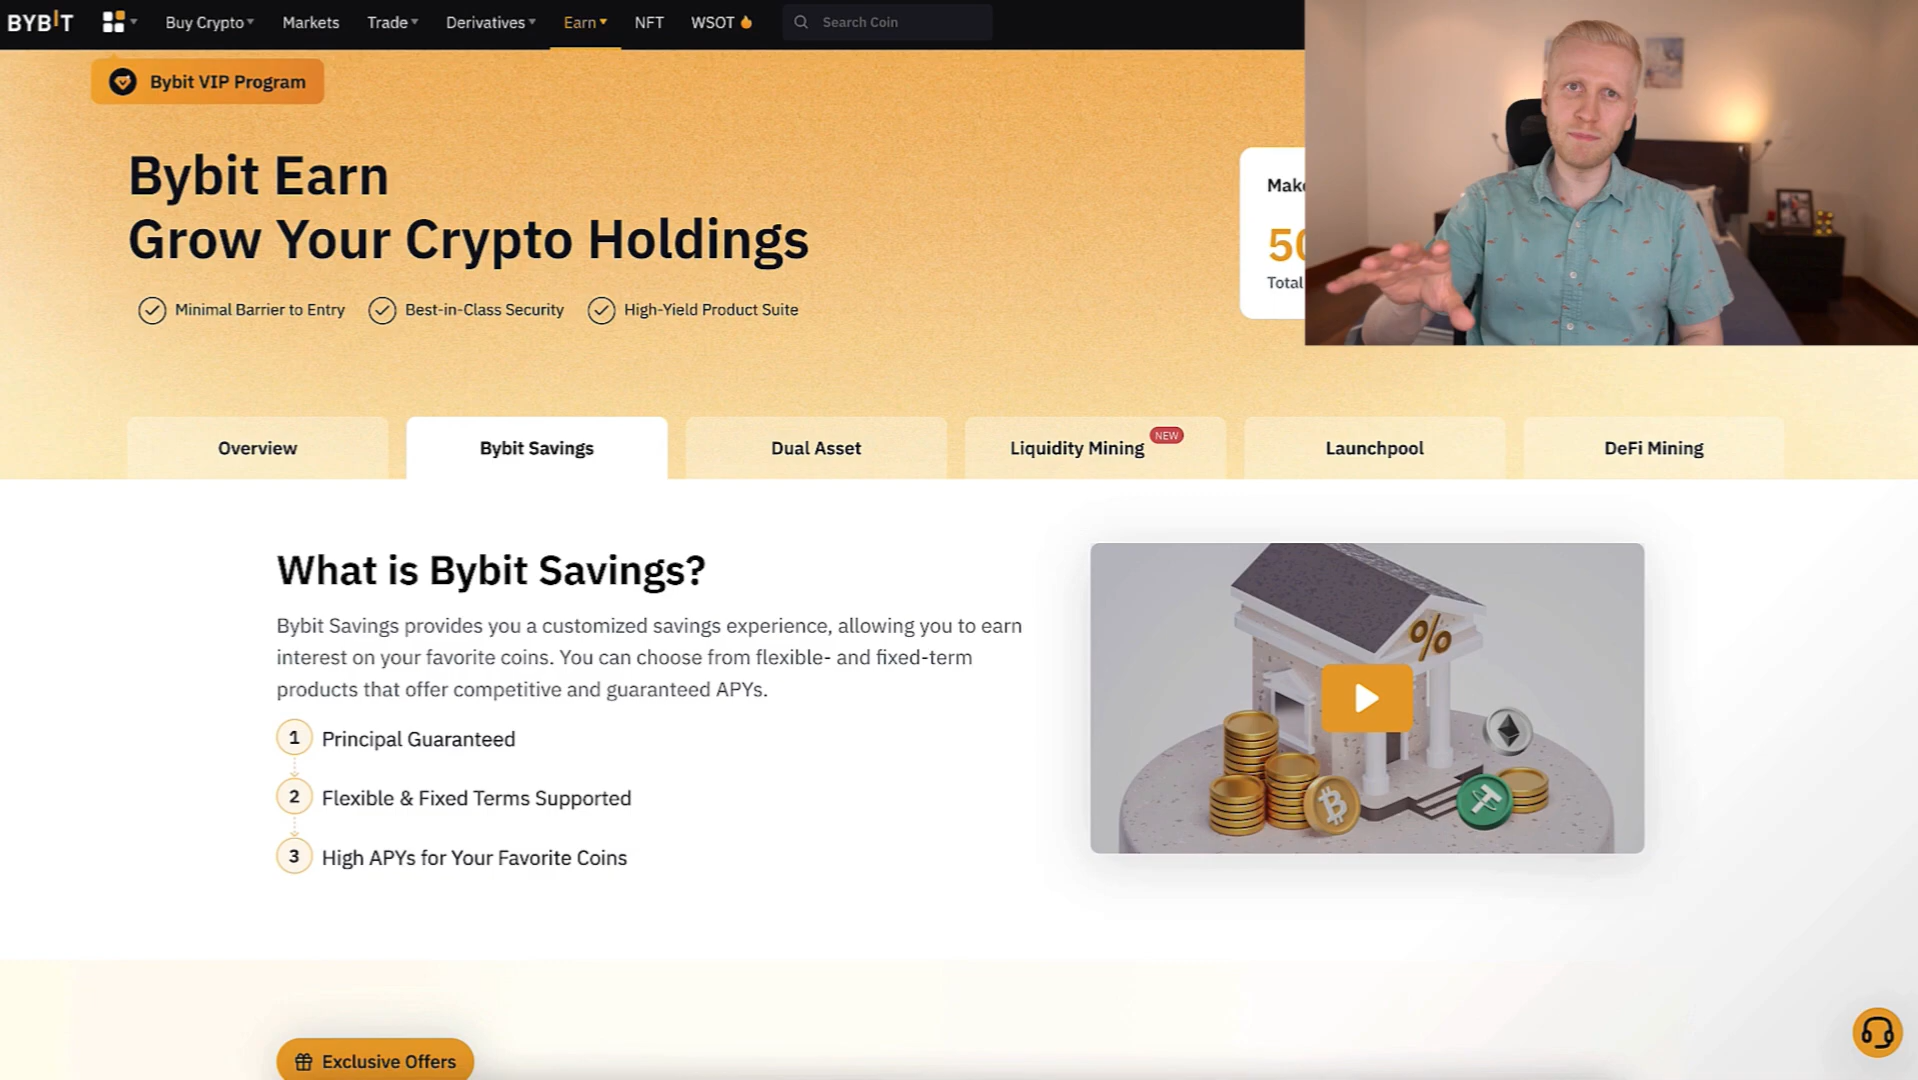 BYBIT
Buy Crypto
Markets
Trade
Derivatives
Earn
NFT
WSOT
Search Coin
Bybit VIP Program
Bybit Earn
Grow Your Crypto Holdings
Minimal Barrier to Entry
Best-in-Class Security
High-Yield Product Suite
Make
50
Total
Overview
Bybit Savings
Dual Asset
Liquidity Mining
NEW
Launchpool
DeFi Mining
What is Bybit Savings?
Bybit Savings provides you a customized savings experience, allowing you to earn
interest on your favorite coins. You can choose from flexible- and fixed-term
products that offer competitive and guaranteed APYs.
1 Principal Guaranteed
2 Flexible & Fixed Terms Supported
3 High APYs for Your Favorite Coins
%
Exclusive Offers